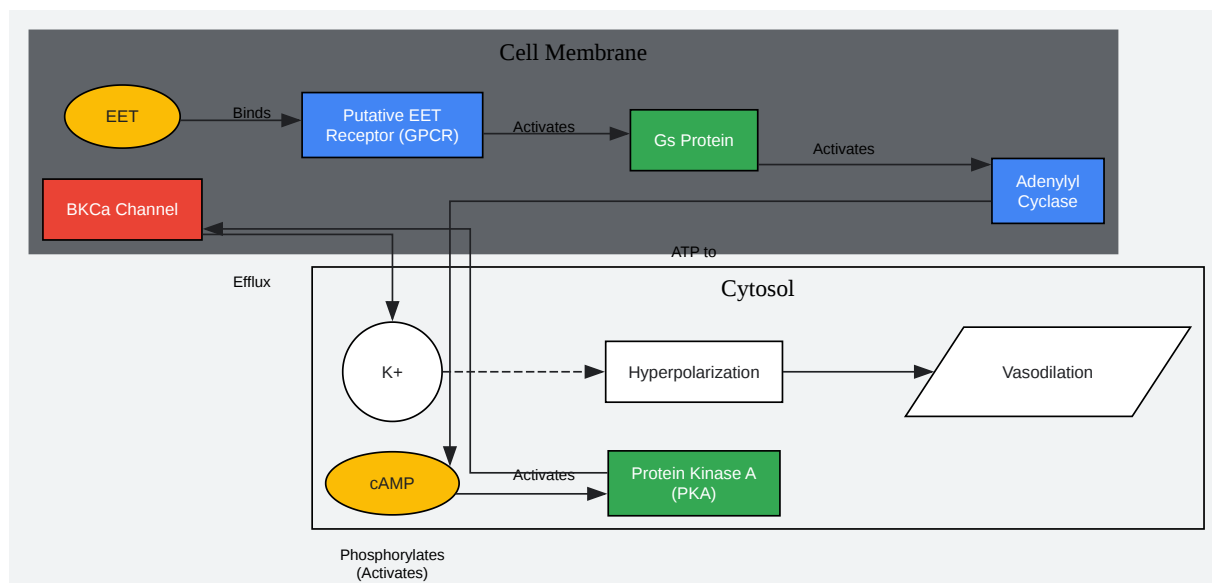 Cell Membrane
EET
Binds
Putative EET
Receptor (GPCR)
Activates
Gs Protein
Activates
Adenylyl
Cyclase
BKCa Channel
ATP to
Efflux
Cytosol
K+
Hyperpolarization
Vasodilation
cAMP
Activates
Protein Kinase A
(PKA)
Phosphorylates
(Activates)